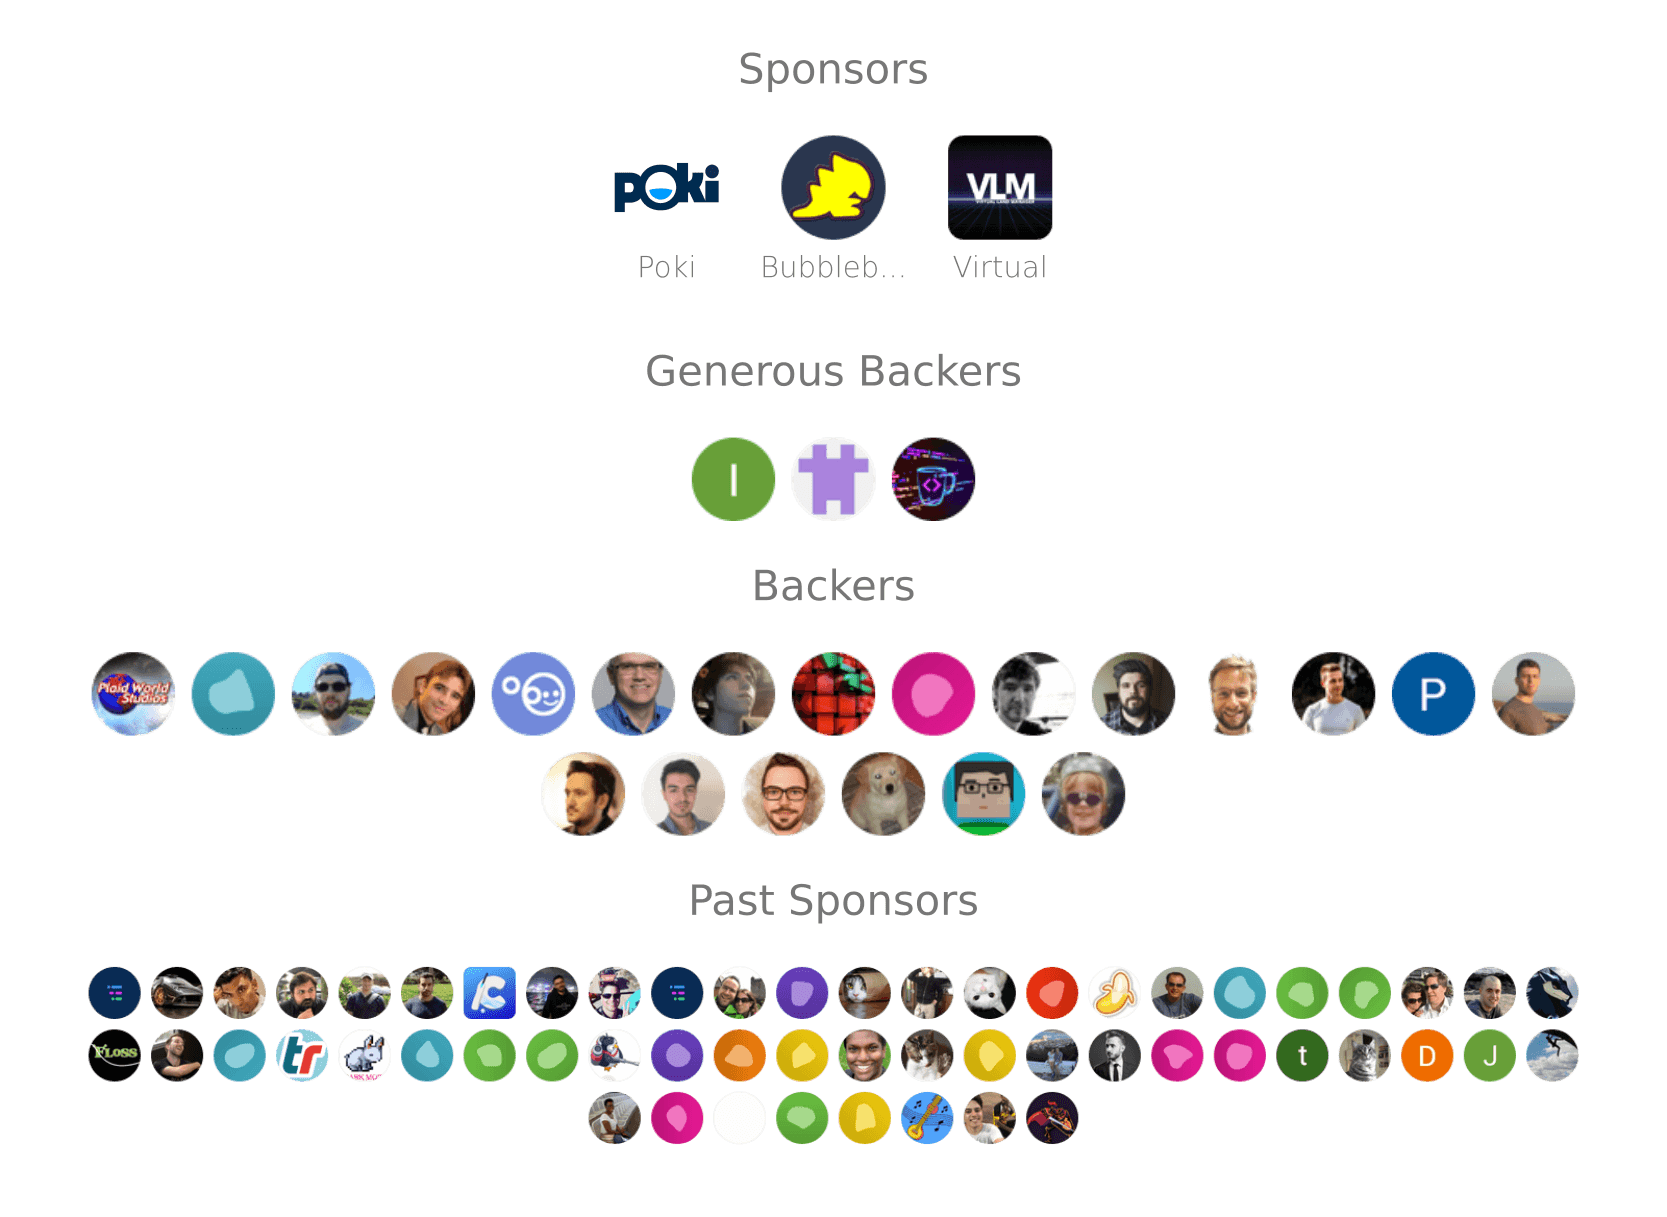 Sponsors
poki
VLM
Poki Bubbleb... Virtual
Generous Backers
I
Backers
Plaid World
Studios
P
Past Sponsors
FLOSS
tr
t
D
J